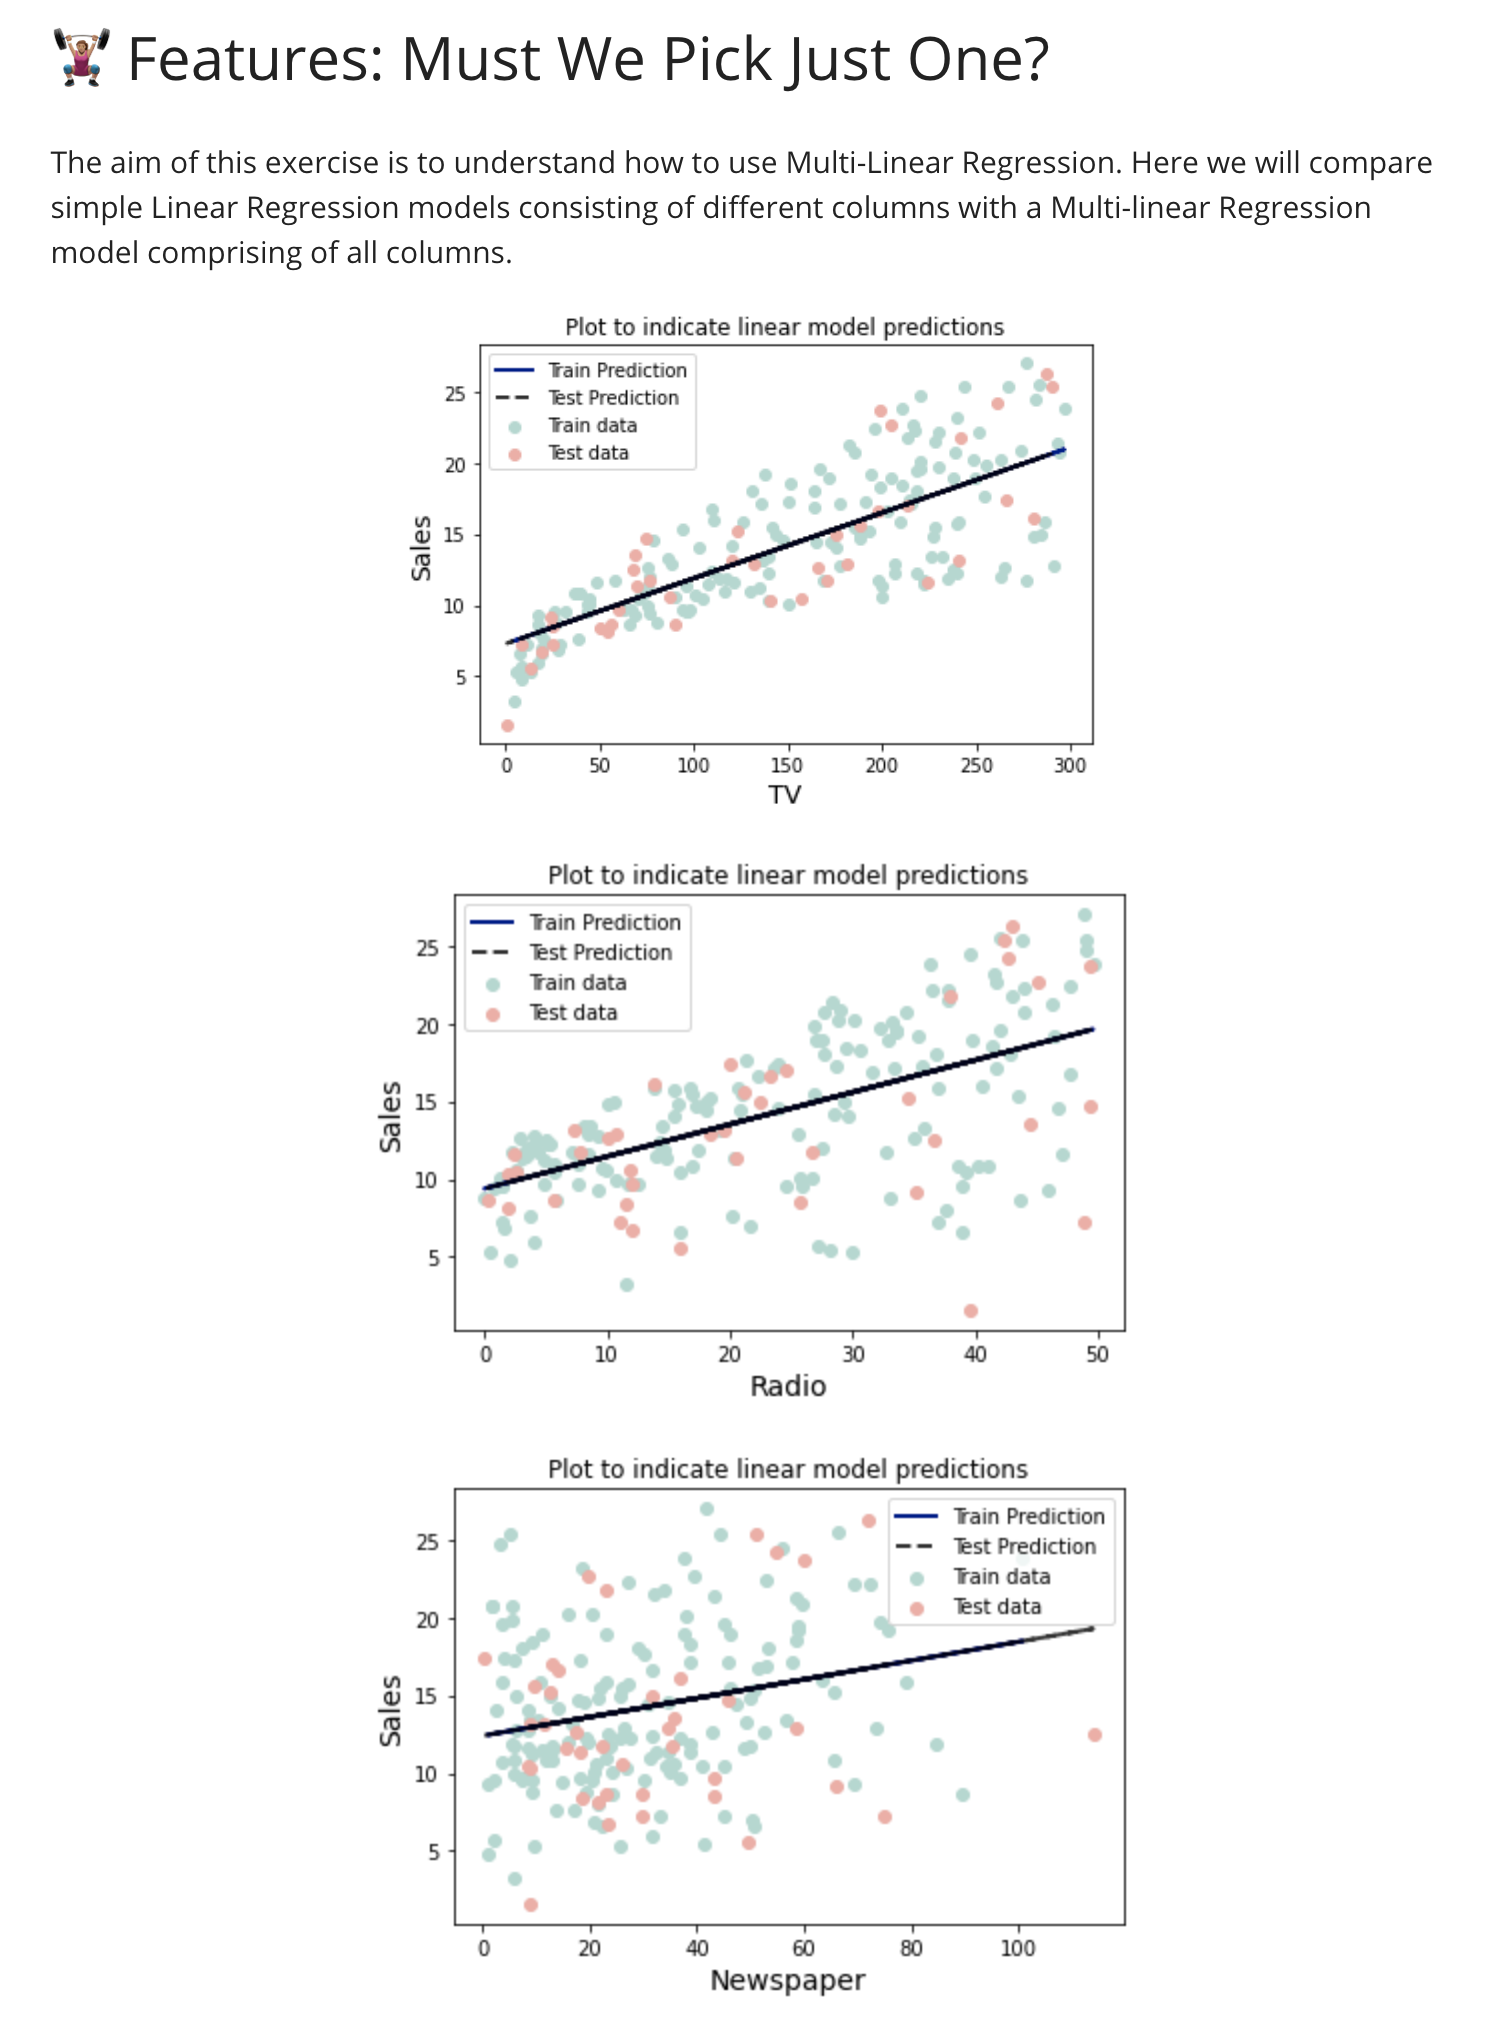 Features: Must We Pick Just One?
The aim of this exercise is to understand how to use Multi-Linear Regression. Here we will compare
simple Linear Regression models consisting of different columns with a Multi-linear Regression
model comprising of all columns.
Plot to indicate linear model predictions
Train Prediction
Test Prediction
Train data
Test data
25
20
15
10
5
Sales
0 50 100 150 200 250 300
TV
Plot to indicate linear model predictions
Train Prediction
Test Prediction
Train data
Test data
25
20
15
10
5
Sales
0 10 20 30 40 50
Radio
Plot to indicate linear model predictions
Train Prediction
Test Prediction
Train data
Test data
25
20
15
10
5
Sales
0 20 40 60 80 100
Newspaper